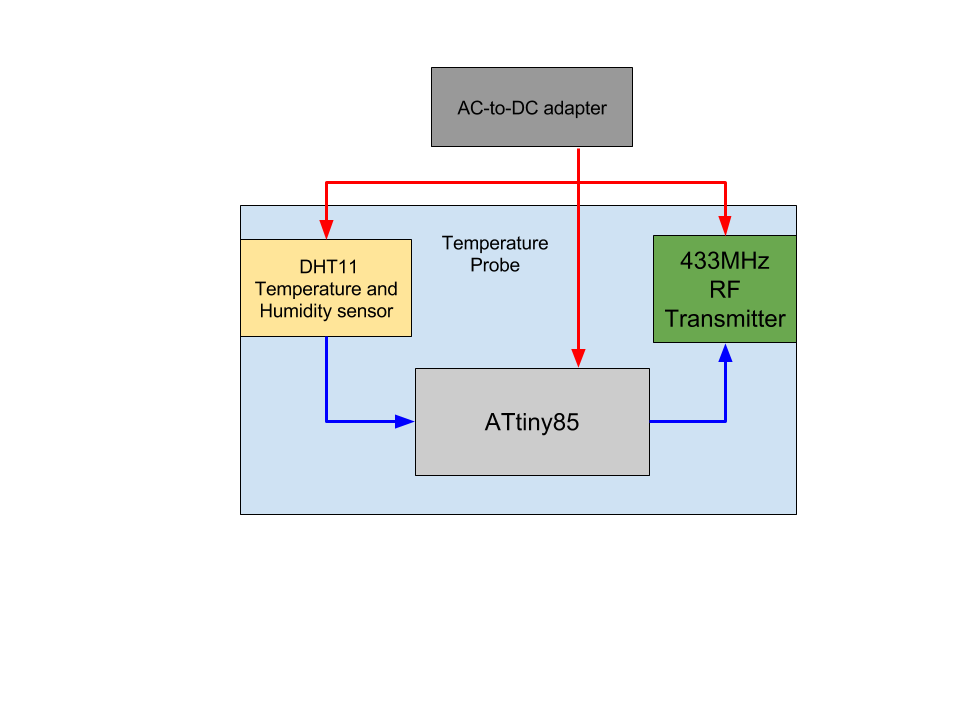 AC-to-DC adapter
Temperature
Probe
DHT11
Temperature and
Humidity sensor
433MHz
RF
Transmitter
ATtiny85